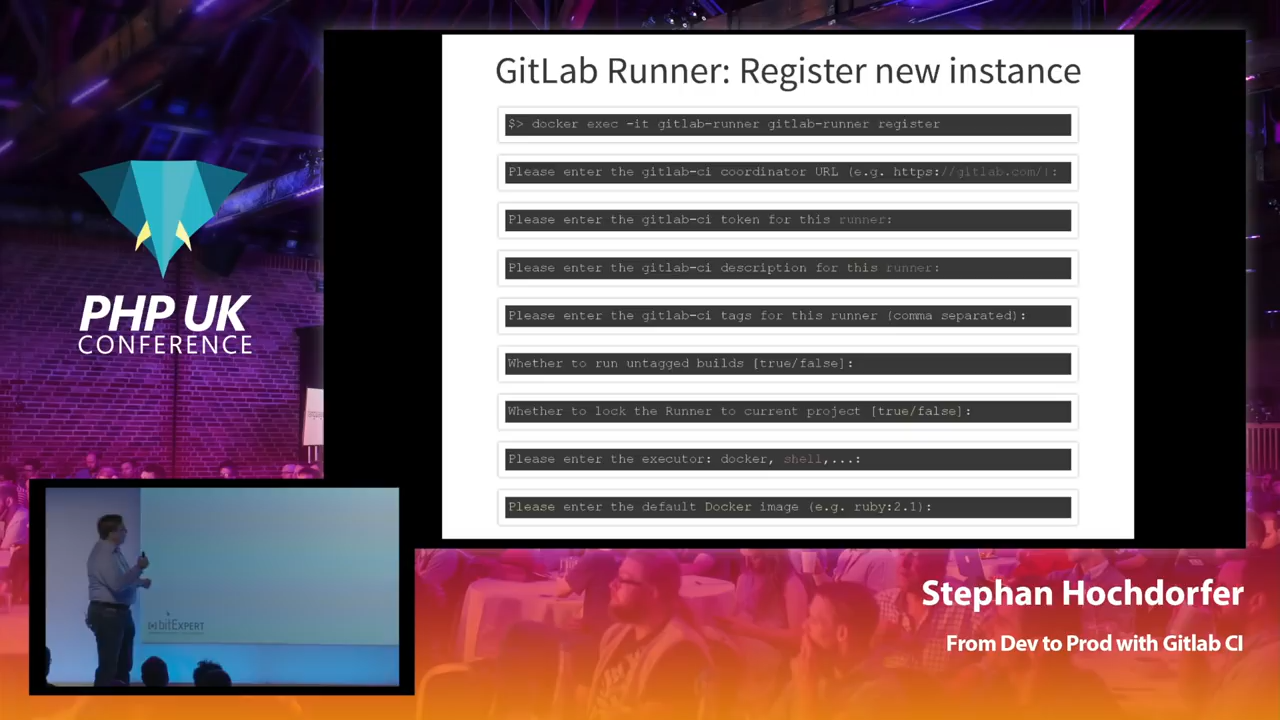 GitLab Runner: Register new instance
$> docker exec -it gitlab-runner gitlab-runner register
Please enter the gitlab-ci coordinator URL (e.g. https://gitlab.com/):
Please enter the gitlab-ci token for this runner:
Please enter the gitlab-ci description for this runner:
Please enter the gitlab-ci tags for this runner (comma separated):
Whether to run untagged builds [true/false]:
Whether to lock the Runner to current project [true/false]:
Please enter the executor: docker, shell,...:
Please enter the default Docker image (e.g. ruby:2.1):
PHP UK
CONFERENCE
bitExpert
Stephan Hochdorfer
From Dev to Prod with Gitlab CI